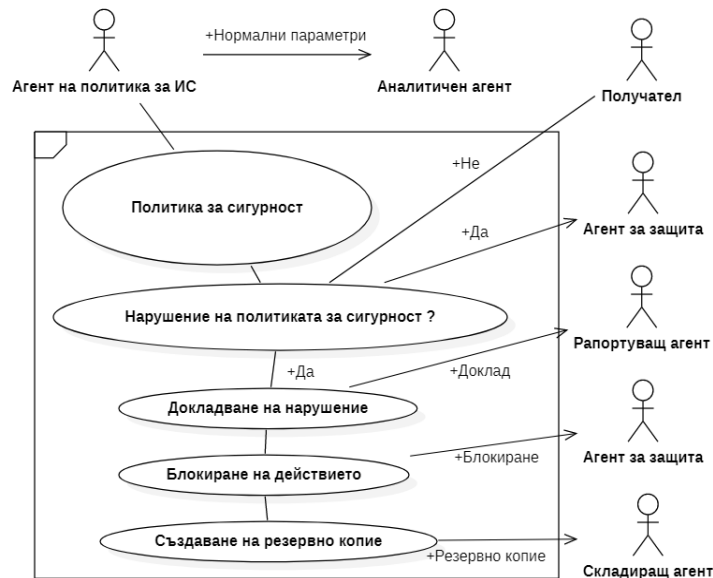 +Нормални параметри
Агент на политика за ИС
Аналитичен агент
Получател
+Не
Политика за сигурност
+Да
Агент за защита
Нарушение на политиката за сигурност ?
Рапортуващ агент
+Да
+Доклад
Докладване на нарушение
+Блокиране
Агент за защита
Блокиране на действието
Създаване на резервно копие
+Резервно копие
Складиращ агент